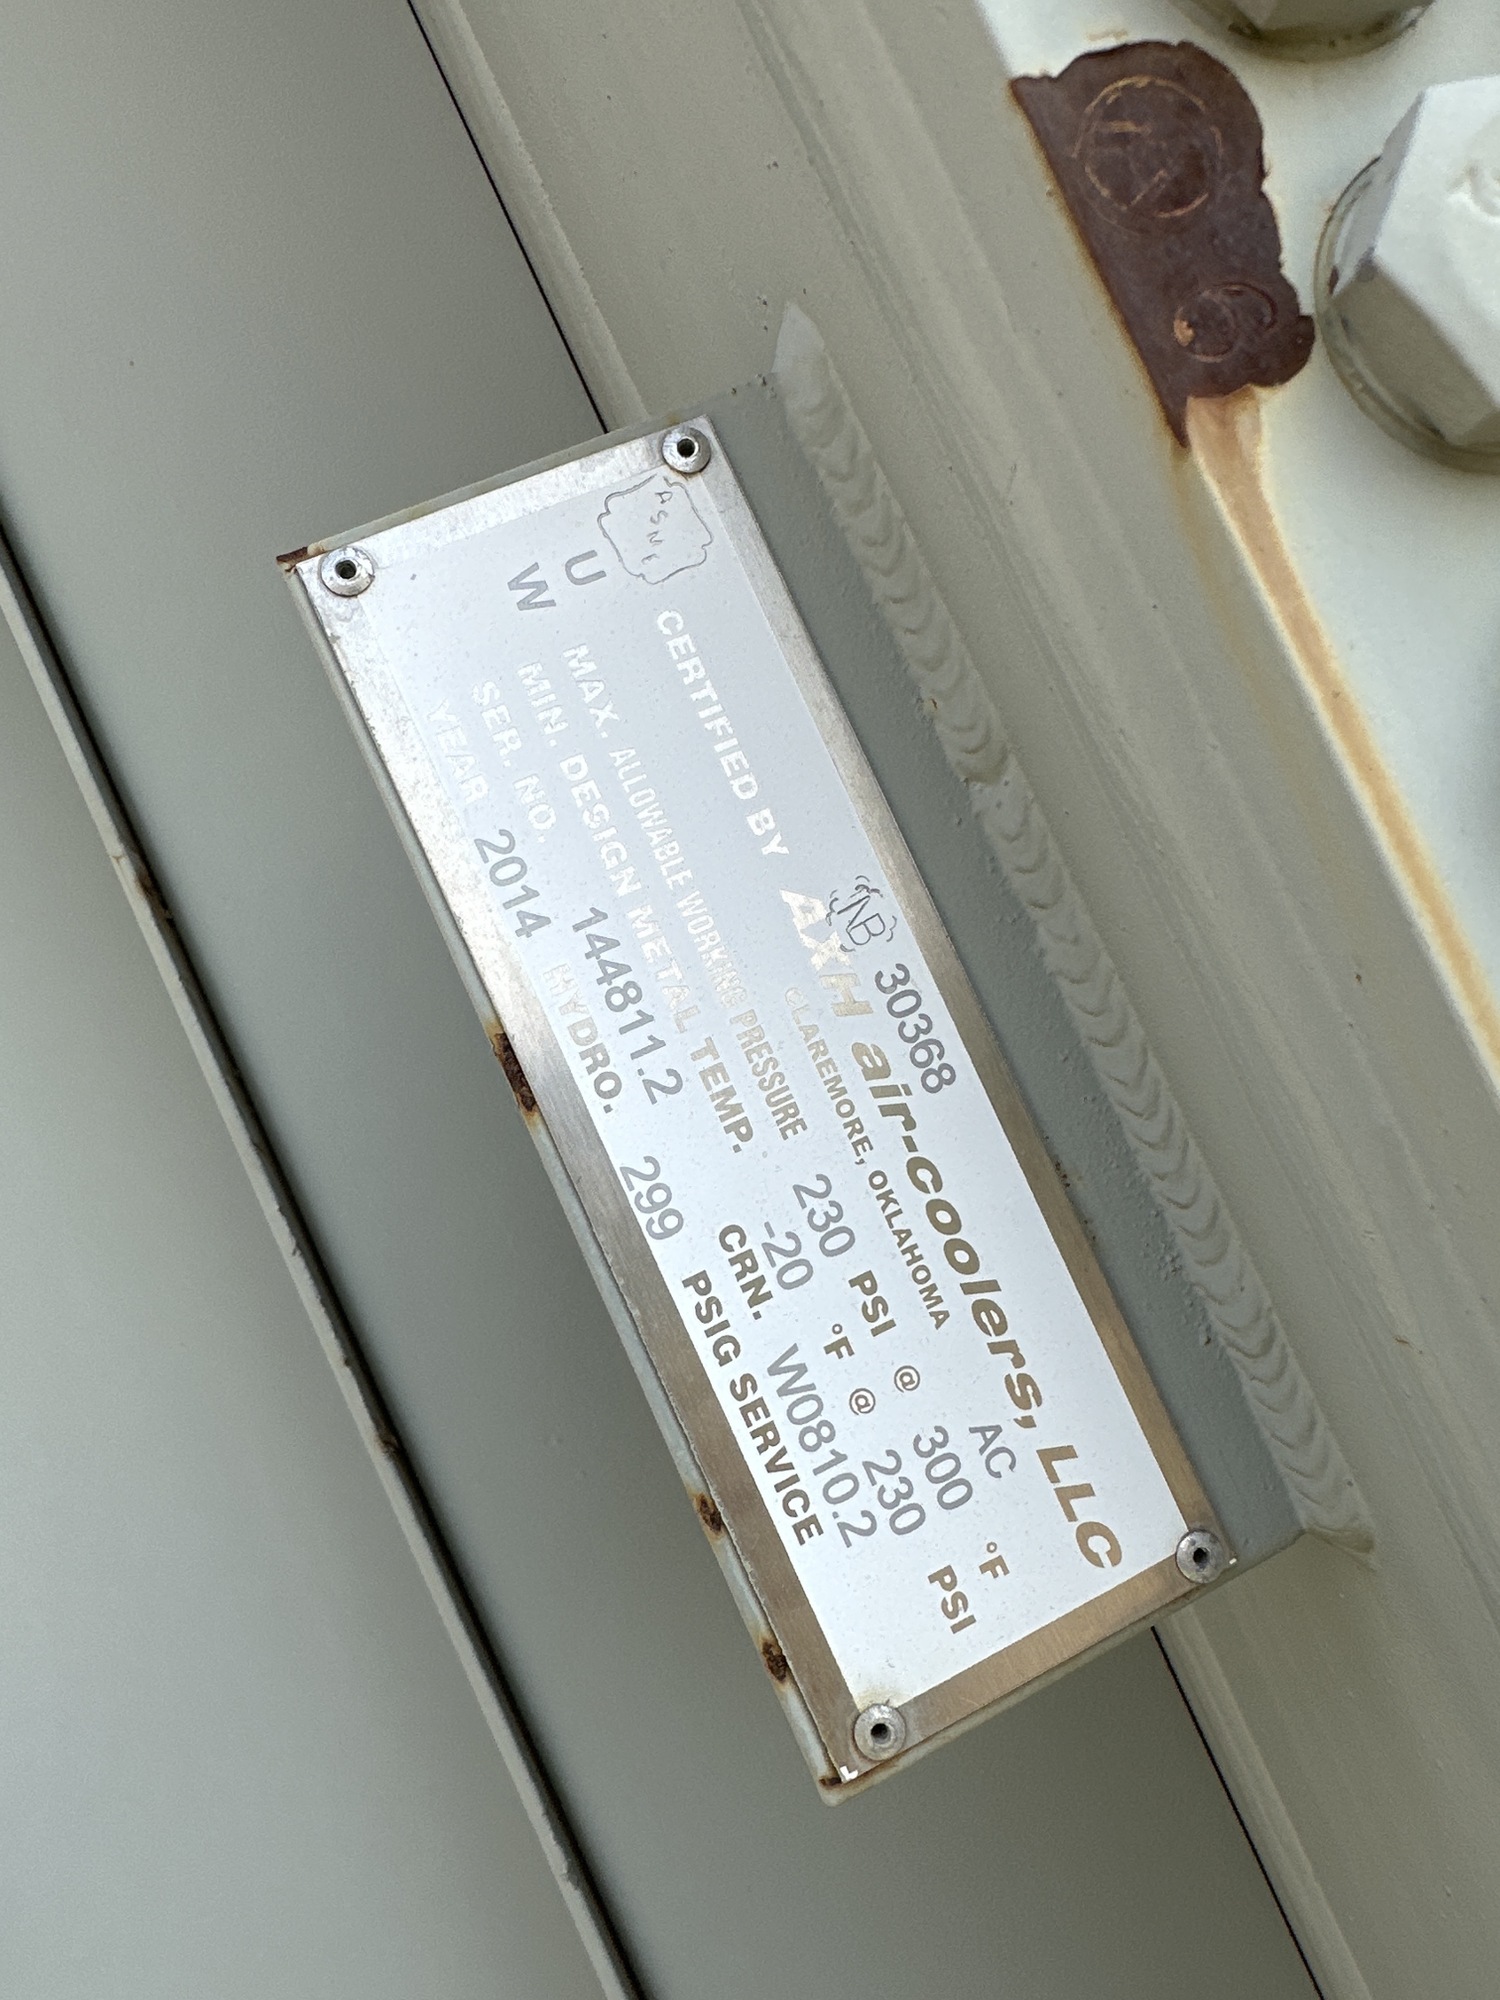 ASME
NB 30368
U
W
CERTIFIED BY AXH air-coolers, LLC
CLAREMORE, OKLAHOMA AC
MAX. ALLOWABLE WORKING PRESSURE 230 PSI @ 300 °F
MIN. DESIGN METAL TEMP. -20 °F @ 230 PSI
SER. NO. 144811.2 CRN. W0810.2
YEAR 2014 HYDRO. 299 PSIG SERVICE